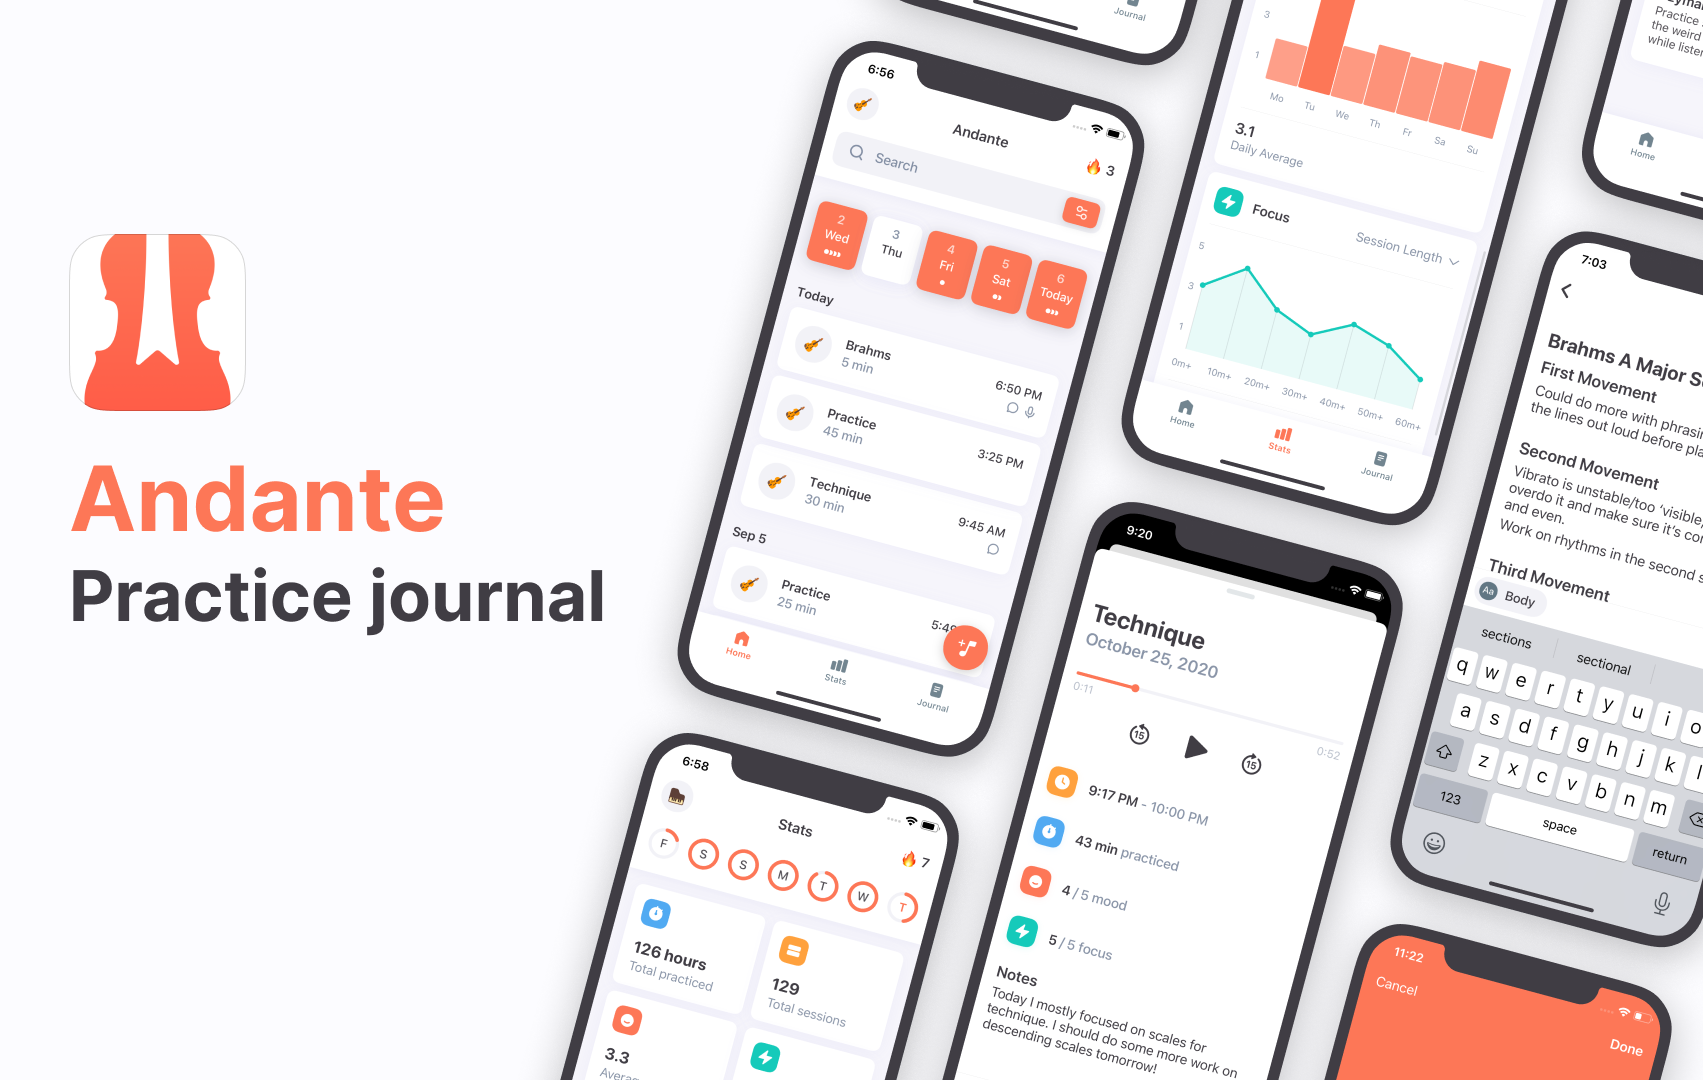 Andante
Practice journal
Journal
6:56
Andante
3
Search
2
Wed
3
Thu
4
Fri
5
Sat
6
Today
Today
Brahms
5 min
6:50 PM
Practice
45 min
3:25 PM
Technique
30 min
9:45 AM
Sep 5
Practice
25 min
5:49
Home
Stats
Journal
3
1
Mo
Tu
We
Th
Fr
Sa
Su
3.1
Daily Average
Focus
Session Length
5
3
1
0m+
10m+
20m+
30m+
40m+
50m+
60m+
Home
Stats
Journal
Practice
the weird
while listen
Home
7:03
Brahms A Major S
First Movement
Could do more with phrasin
the lines out loud before pla
Second Movement
Vibrato is unstable/too ‘visible,
overdo it and make sure it’s con
and even.
Work on rhythms in the second s
Third Movement
Aa
Body
sections
sectional
q w e r t y u i o
a s d f g h j k l
z x c v b n m
123
space
return
6:58
Stats
7
F
S
S
M
T
W
T
126 hours
Total practiced
129
Total sessions
3.3
Avera
9:20
Technique
October 25, 2020
0:11
0:52
15
15
9:17 PM - 10:00 PM
43 min practiced
4 / 5 mood
5 / 5 focus
Notes
Today I mostly focused on scales for
technique. I should do some more work on
descending scales tomorrow!
11:22
Cancel
Done